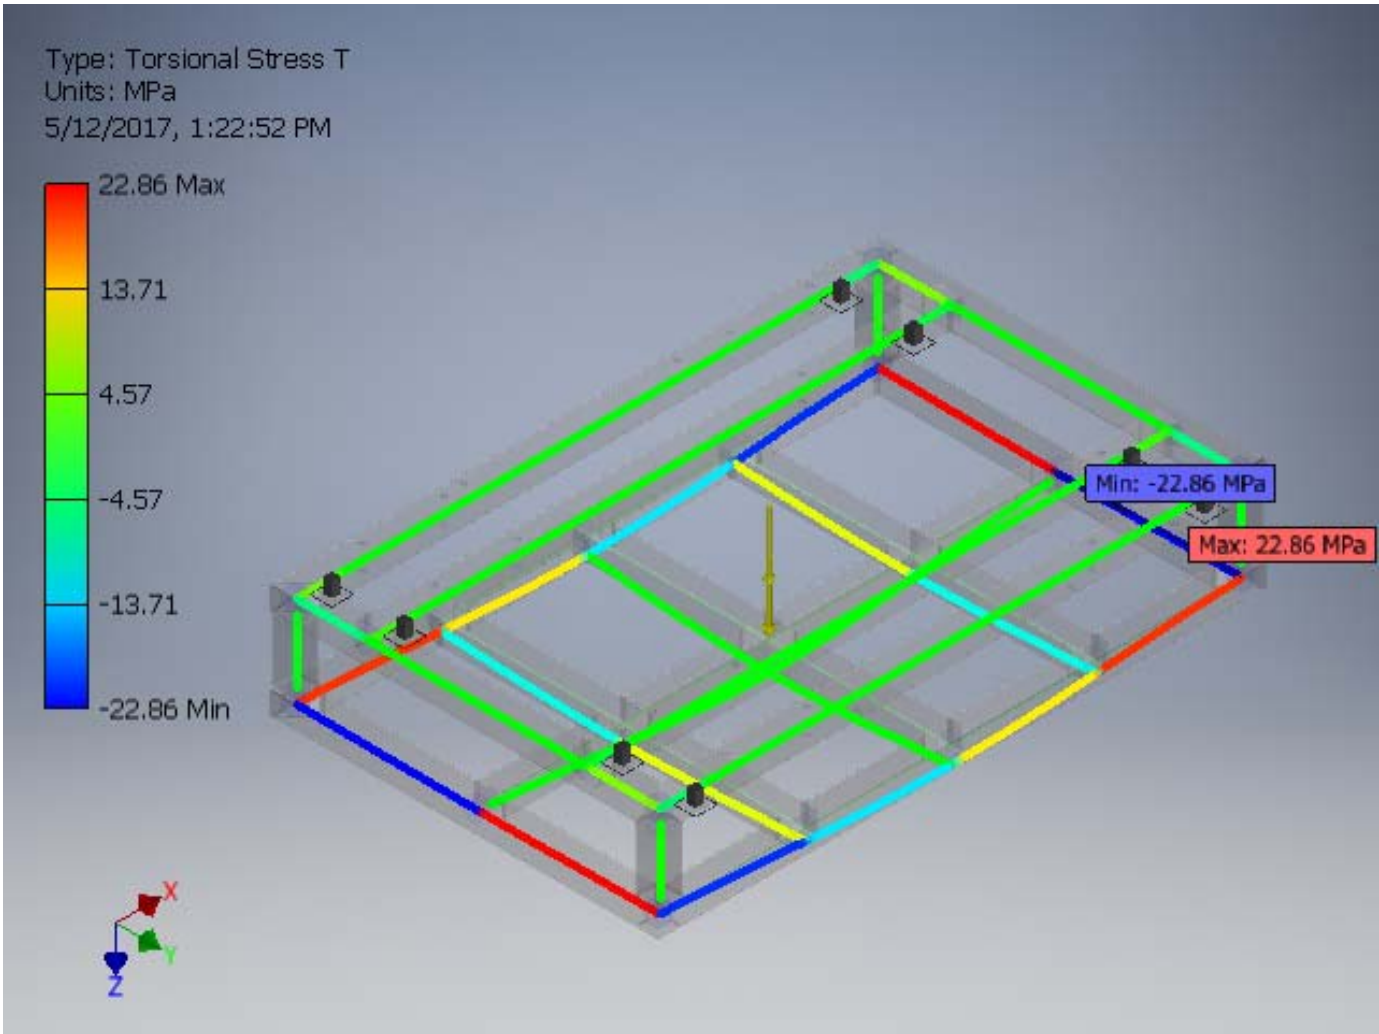 Type: Torsional Stress T
Units: MPa
5/12/2017, 1:22:52 PM
22.86 Max
13.71
4.57
-4.57
-13.71
-22.86 Min
Min: -22.86 MPa
Max: 22.86 MPa
X
Y
Z